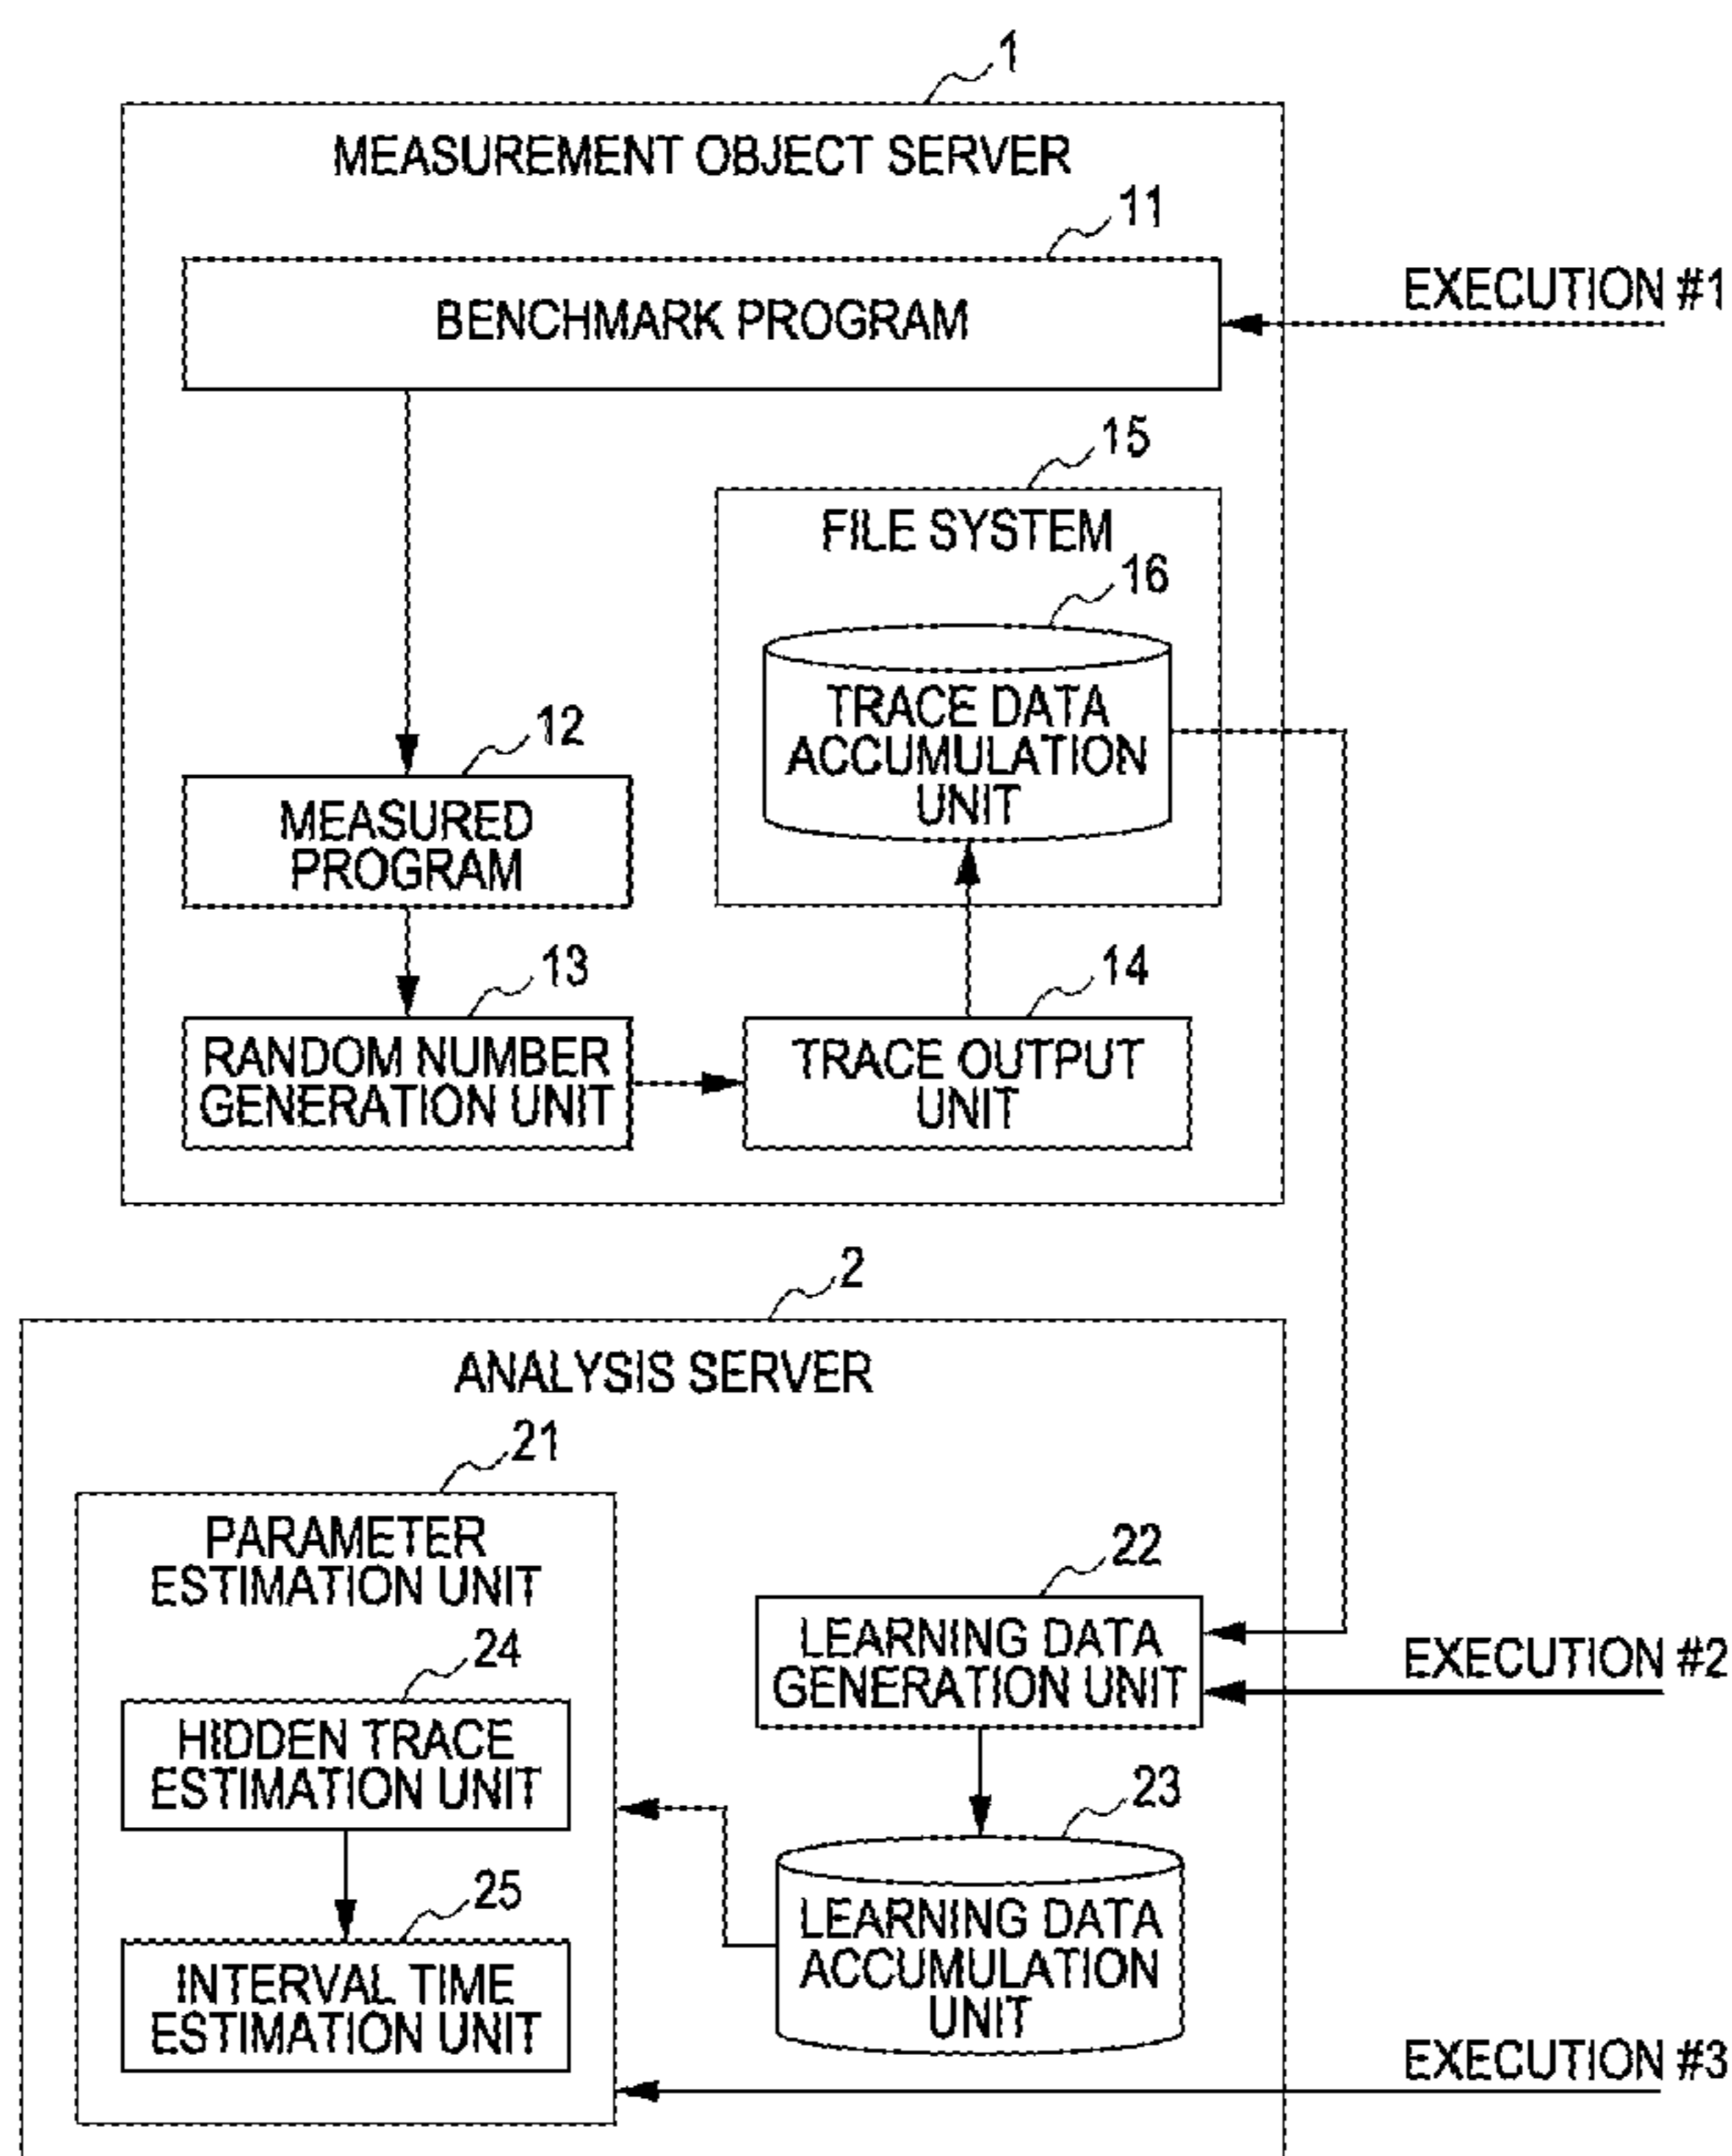 1
MEASUREMENT OBJECT SERVER
11
BENCHMARK PROGRAM
EXECUTION #1
15
FILE SYSTEM
16
TRACE DATA
ACCUMULATION
UNIT
12
MEASURED
PROGRAM
13
RANDOM NUMBER
GENERATION UNIT
14
TRACE OUTPUT
UNIT
2
ANALYSIS SERVER
21
PARAMETER
ESTIMATION UNIT
22
LEARNING DATA
GENERATION UNIT
EXECUTION #2
24
HIDDEN TRACE
ESTIMATION UNIT
23
LEARNING DATA
ACCUMULATION
UNIT
25
INTERVAL TIME
ESTIMATION UNIT
EXECUTION #3